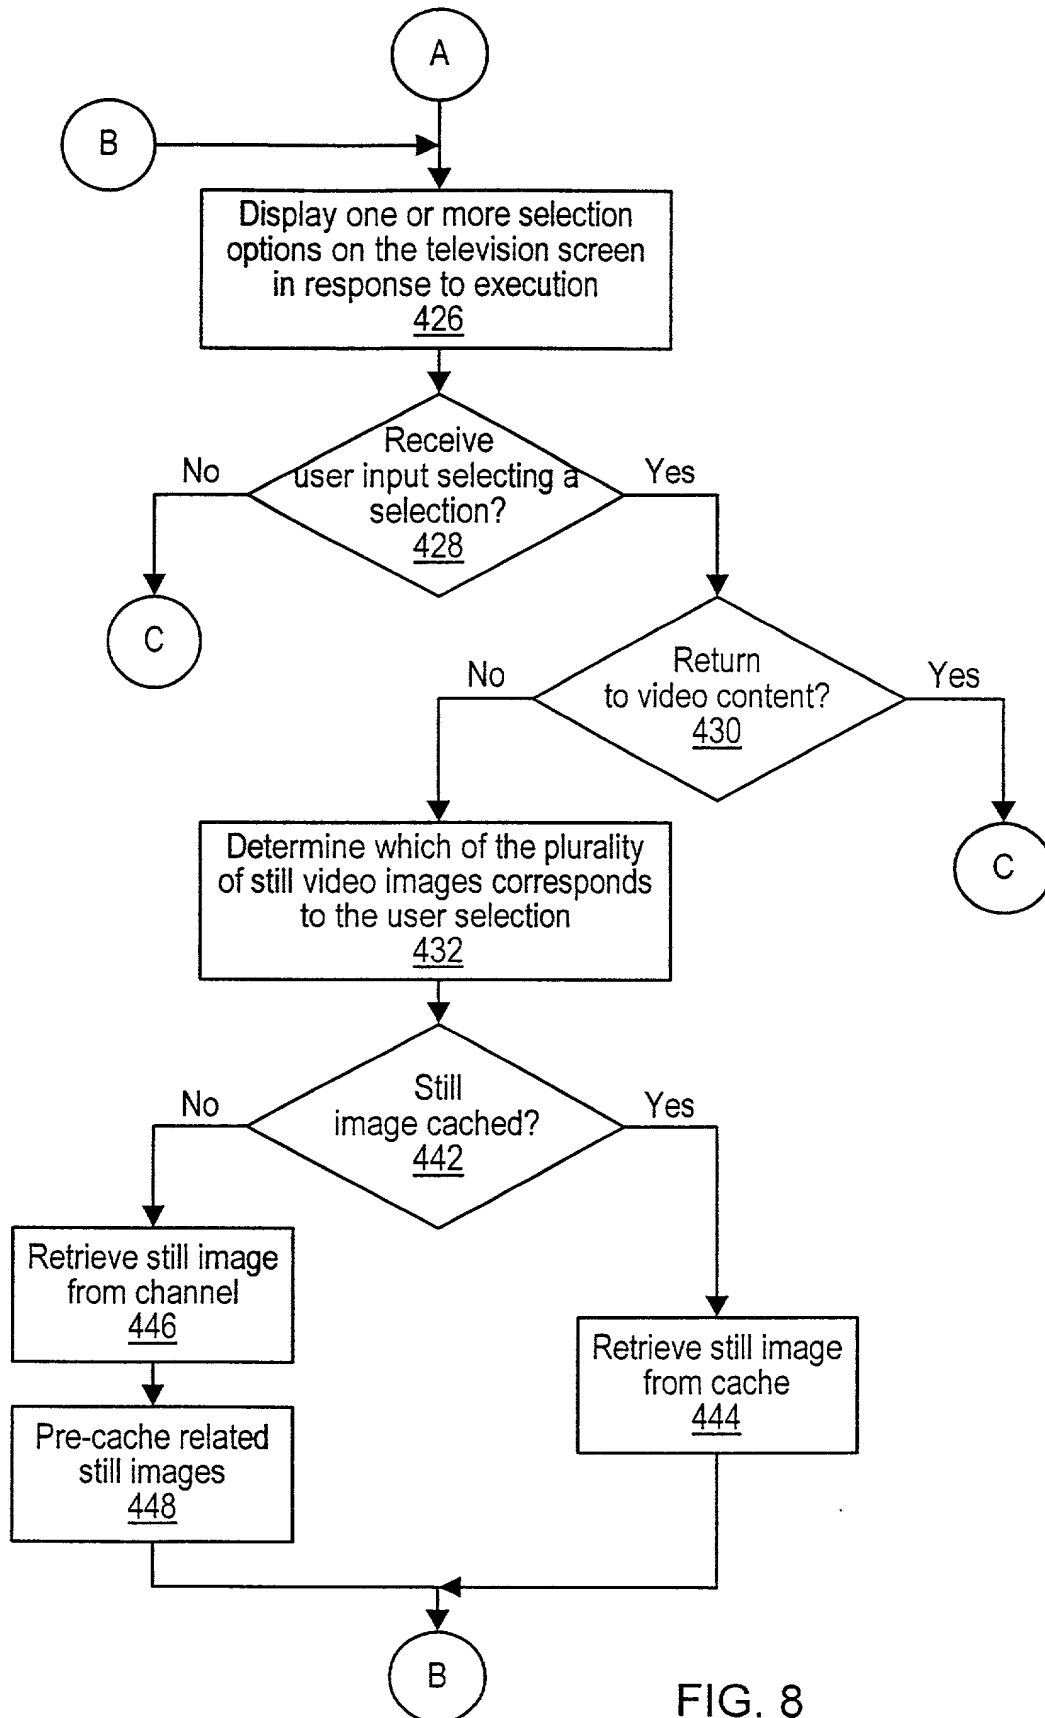 A
B
Display one or more selection
options on the television screen
in response to execution
426
Receive
user input selecting a
selection?
428
No
Yes
C
Return
to video content?
430
No
Yes
C
Determine which of the plurality
of still video images corresponds
to the user selection
432
Still
image cached?
442
No
Yes
Retrieve still image
from channel
446
Retrieve still image
from cache
444
Pre-cache related
still images
448
B
FIG. 8